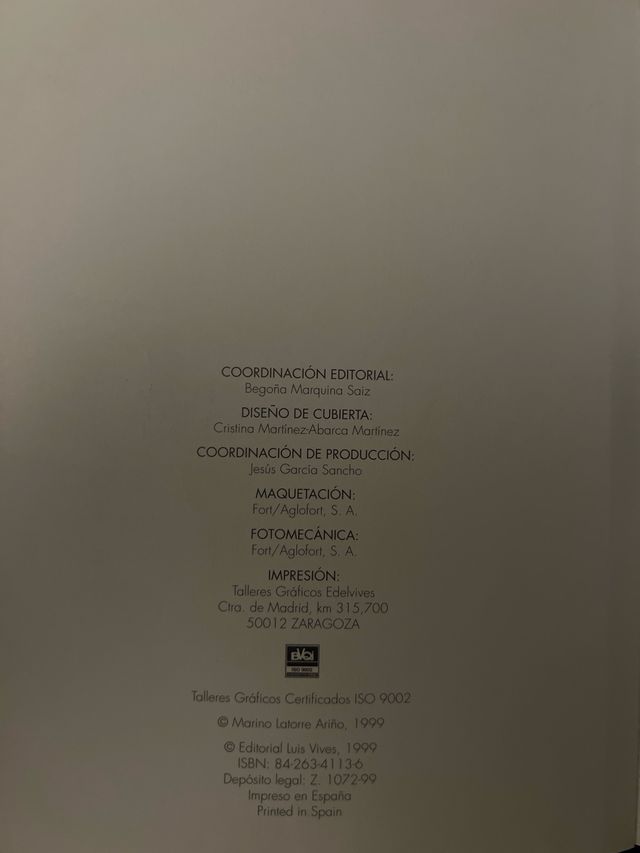 COORDINACIÓN EDITORIAL:
Begoña Marquina Saiz
DISEÑO DE CUBIERTA:
Cristina Martínez-Abarca Martínez
COORDINACIÓN DE PRODUCCIÓN:
Jesús García Sancho
MAQUETACIÓN:
Fort/Aglofort, S. A.
FOTOMECÁNICA:
Fort/Aglofort, S. A.
IMPRESIÓN:
Talleres Gráficos Edelvives
Ctra. de Madrid, km 315,700
50012 ZARAGOZA
ISO 9002
Talleres Gráficos Certificados ISO 9002
© Marino Latorre Ariño, 1999
© Editorial Luis Vives, 1999
ISBN: 84-263-4113-6
Depósito legal: Z. 1072-99
Impreso en España
Printed in Spain